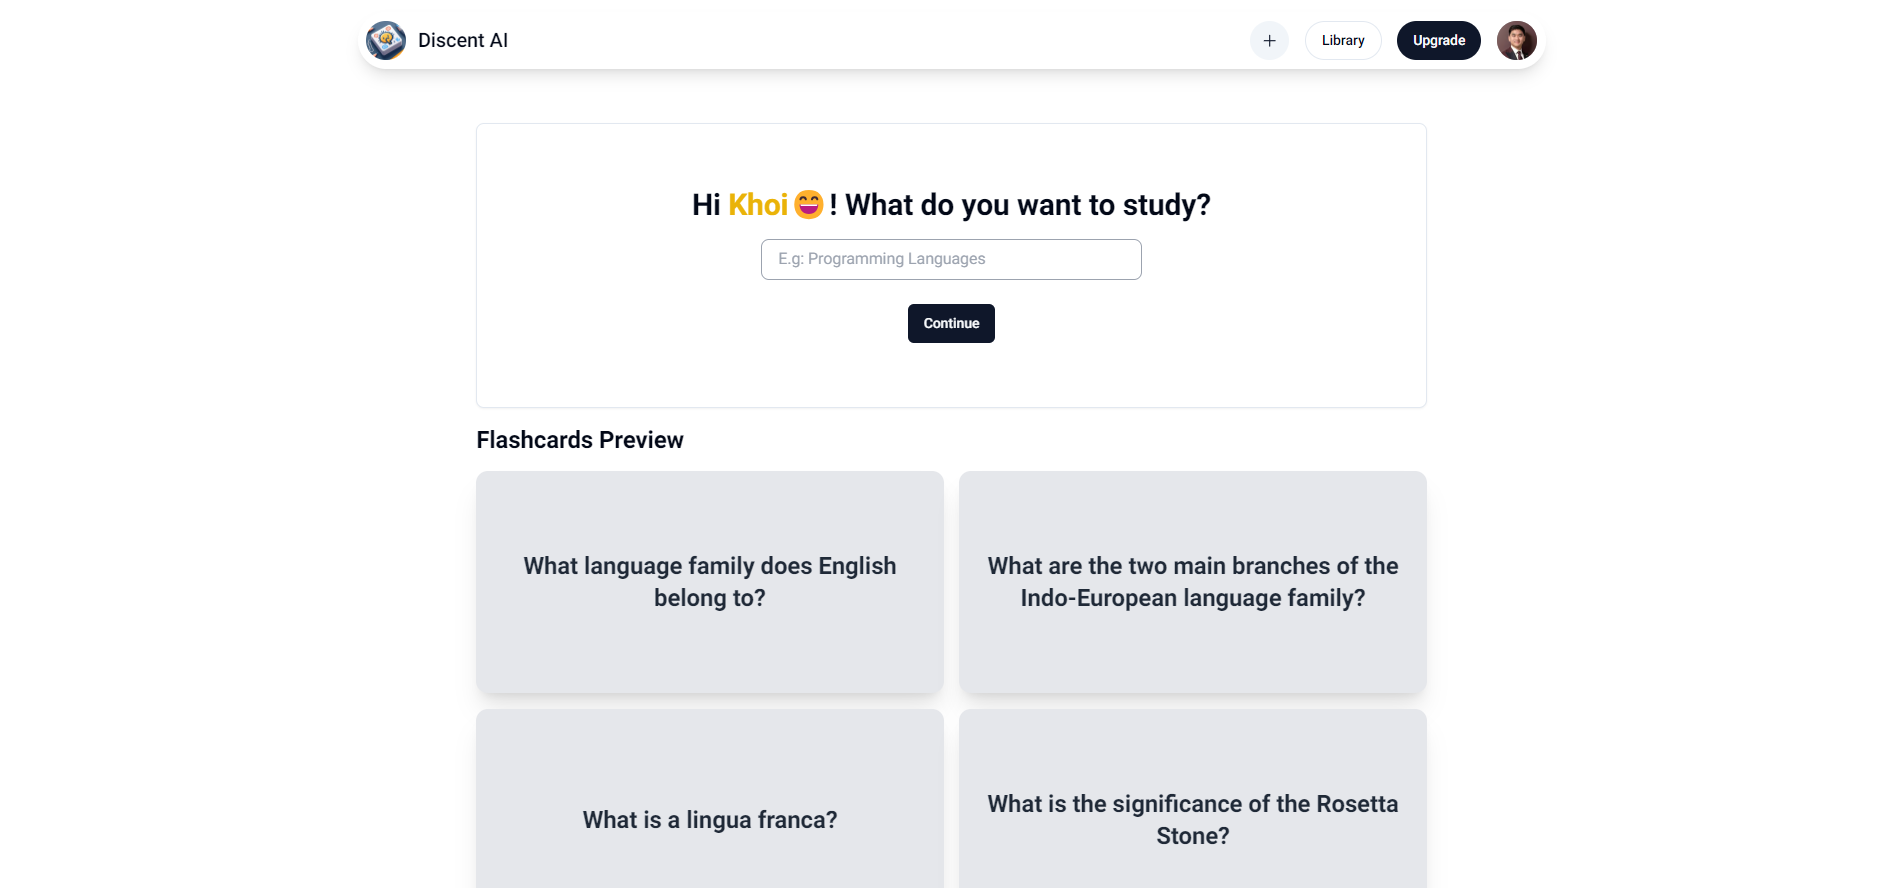 Discent AI
+
Library
Upgrade
Hi Khoi😄! What do you want to study?
E.g: Programming Languages
Continue
Flashcards Preview
What language family does English
belong to?
What are the two main branches of the
Indo-European language family?
What is a lingua franca?
What is the significance of the Rosetta
Stone?